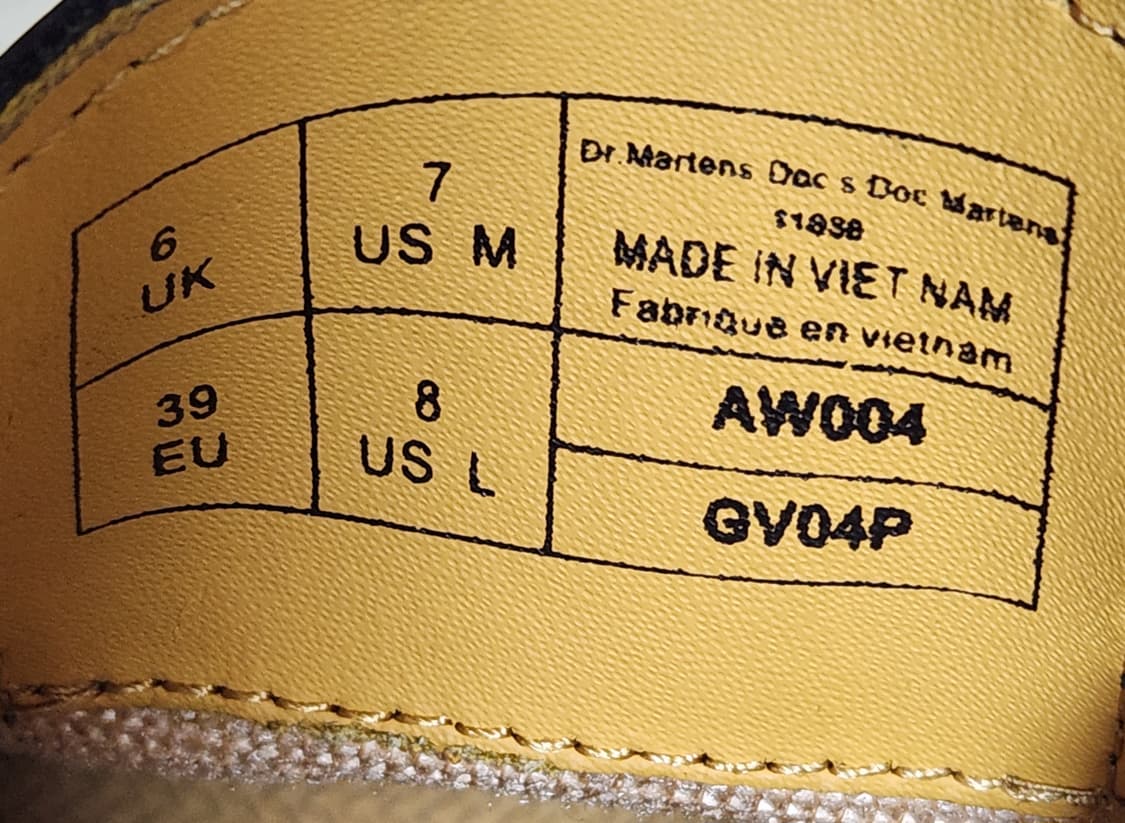 6
UK
7
US M
39
EU
8
US L
Dr.Martens Doc s Doc Martens
MADE IN VIET NAM
Fabrique en vietnam
AW004
GV04P